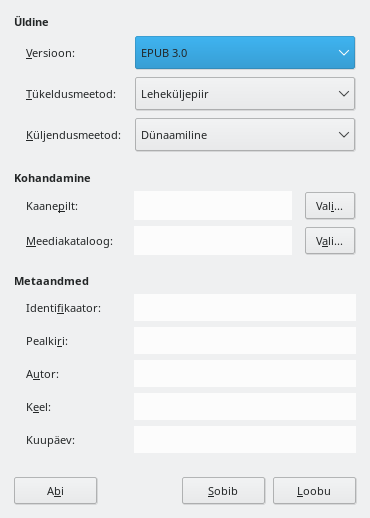 Üldine
Versioon: EPUB 3.0
Tükeldusmeetod: Leheküljepiir
Küljendusmeetod: Dünaamiline
Kohandamine
Kaanepilt: Vali...
Meediakataloog: Vali...
Metaandmed
Identifikaator:
Pealkiri:
Autor:
Keel:
Kuupäev:
Abi Sobib Loobu